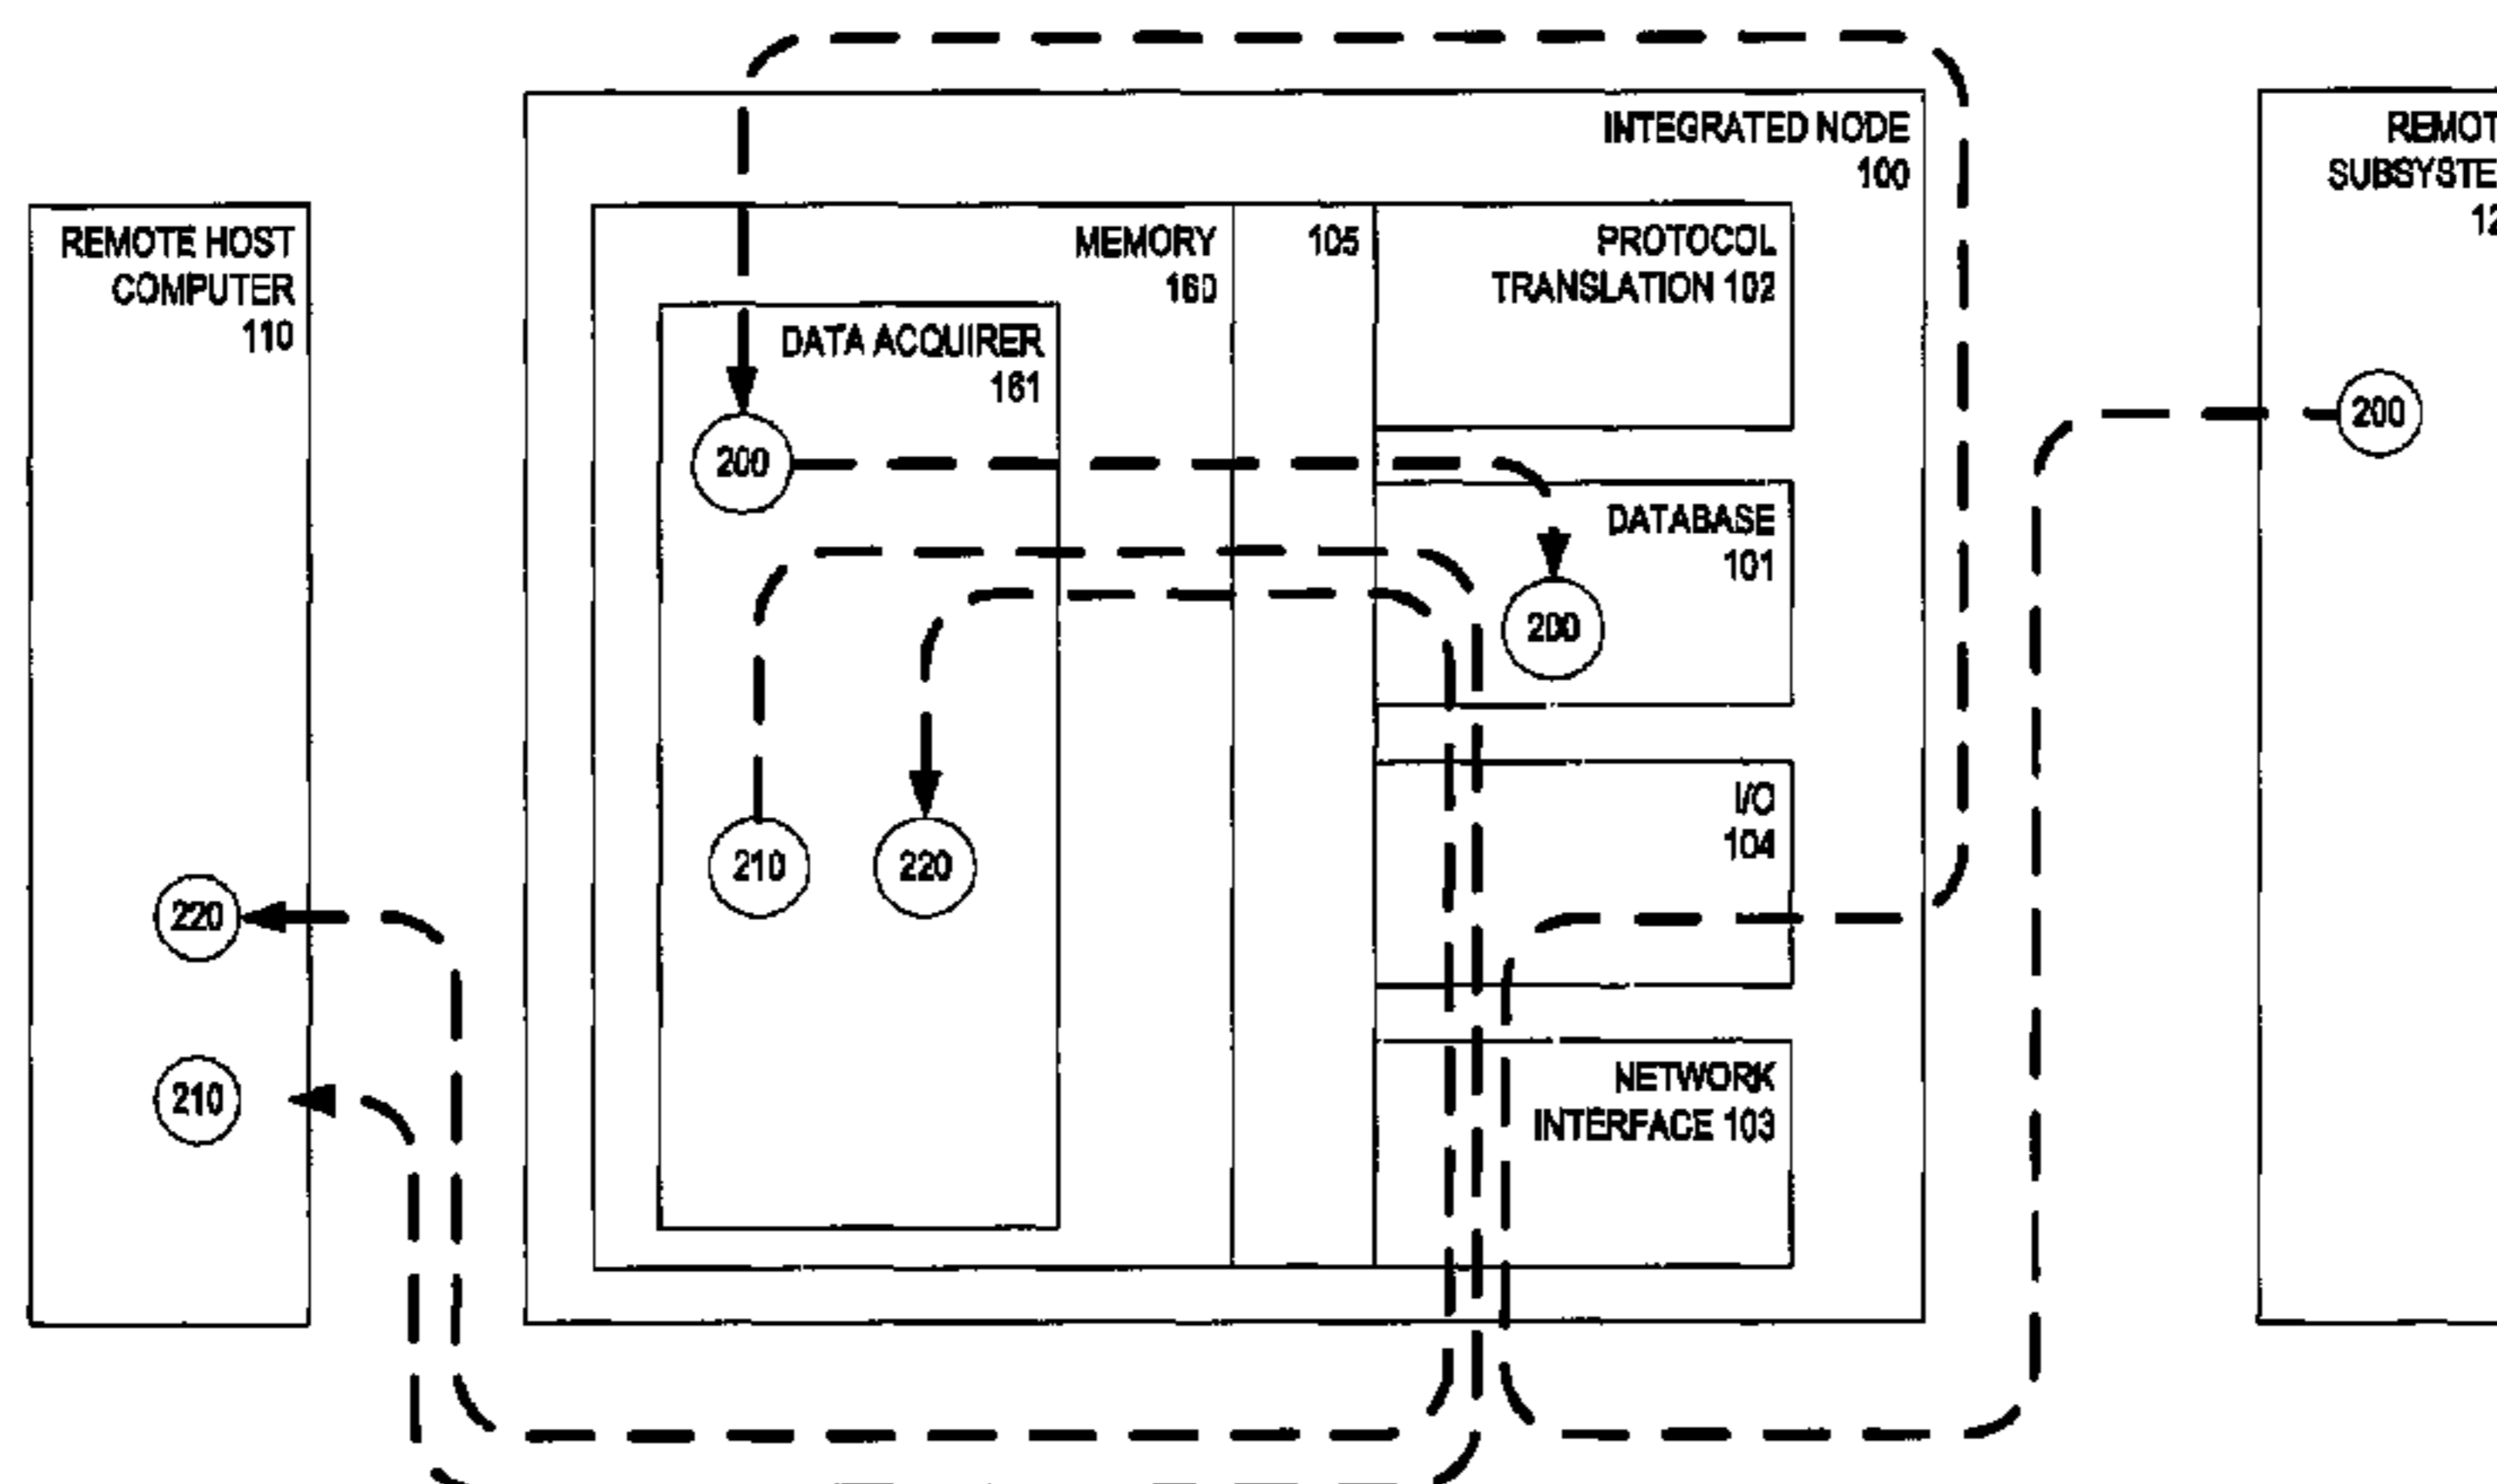 INTEGRATED NODE
100
REMOTE HOST
COMPUTER
110
MEMORY
160
105
PROTOCOL
TRANSLATION 102
DATA ACQUIRER
161
200
200
DATABASE
101
200
I/O
104
210
220
220
210
NETWORK
INTERFACE 103